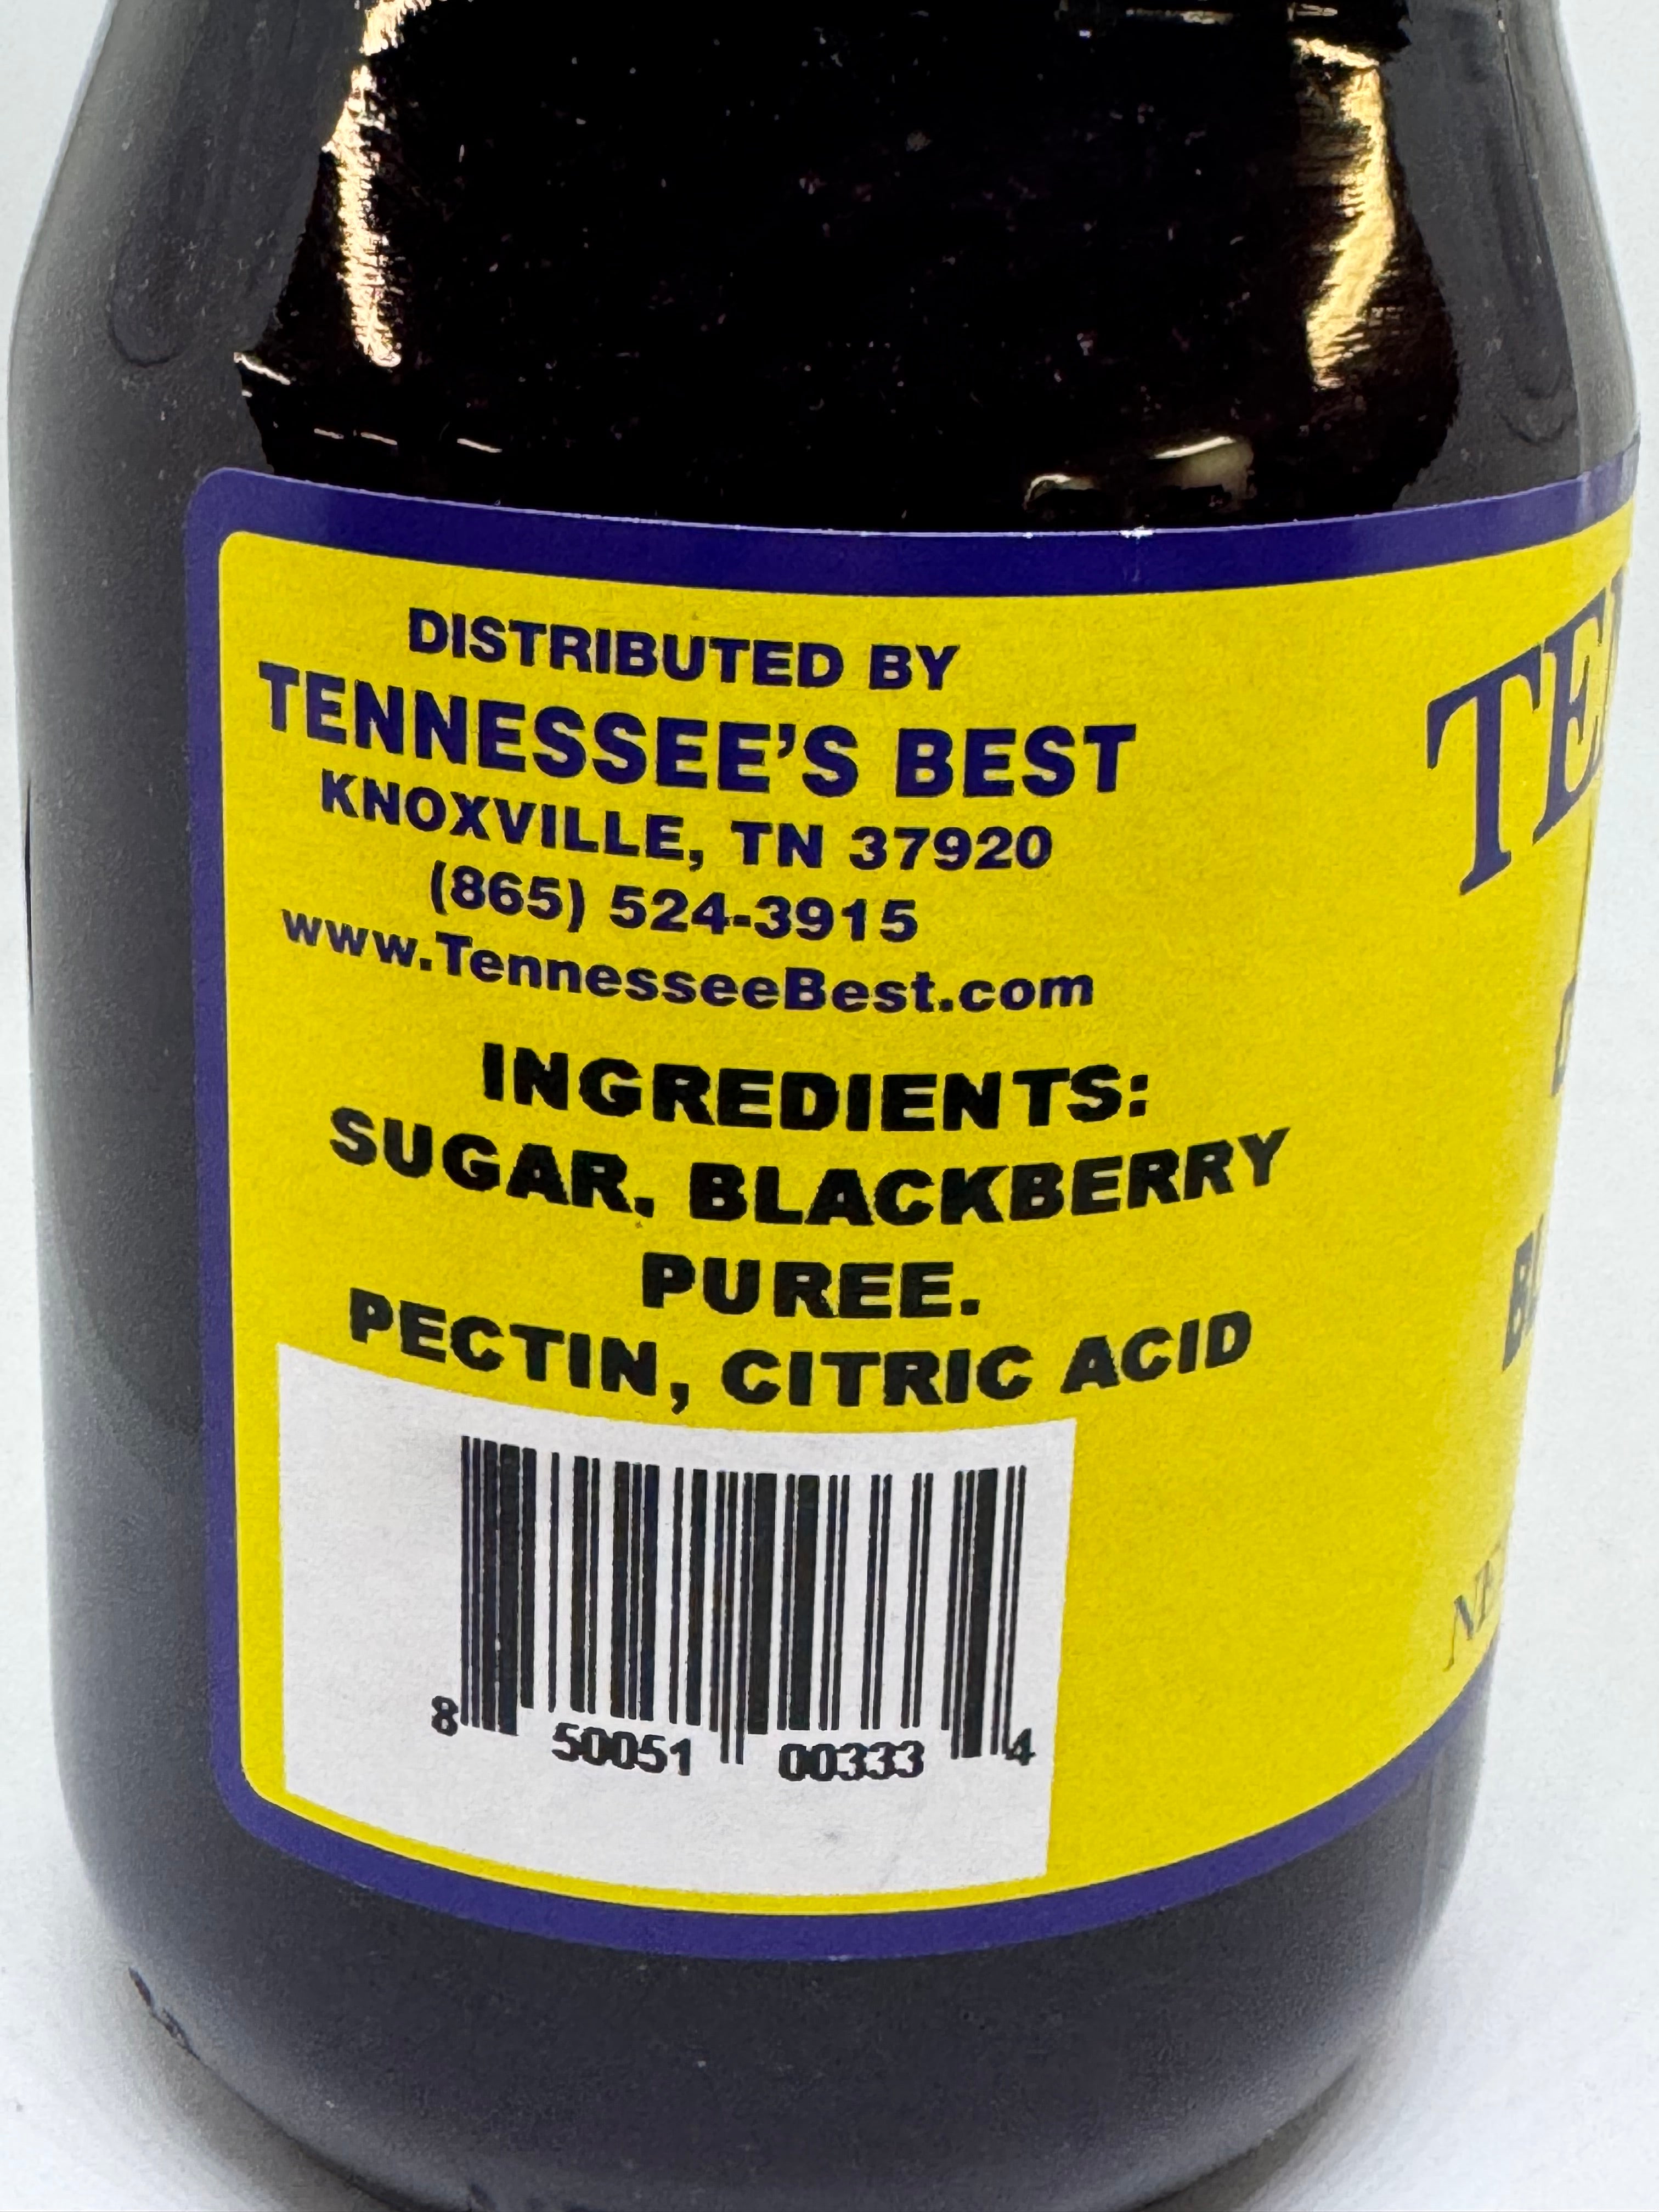 DISTRIBUTED BY
TENNESSEE'S BEST
KNOXVILLE, TN 37920
(865) 524-3915
www.TennesseeBest.com
INGREDIENTS:
SUGAR. BLACKBERRY
PUREE.
PECTIN, CITRIC ACID
8 50051 00333 4